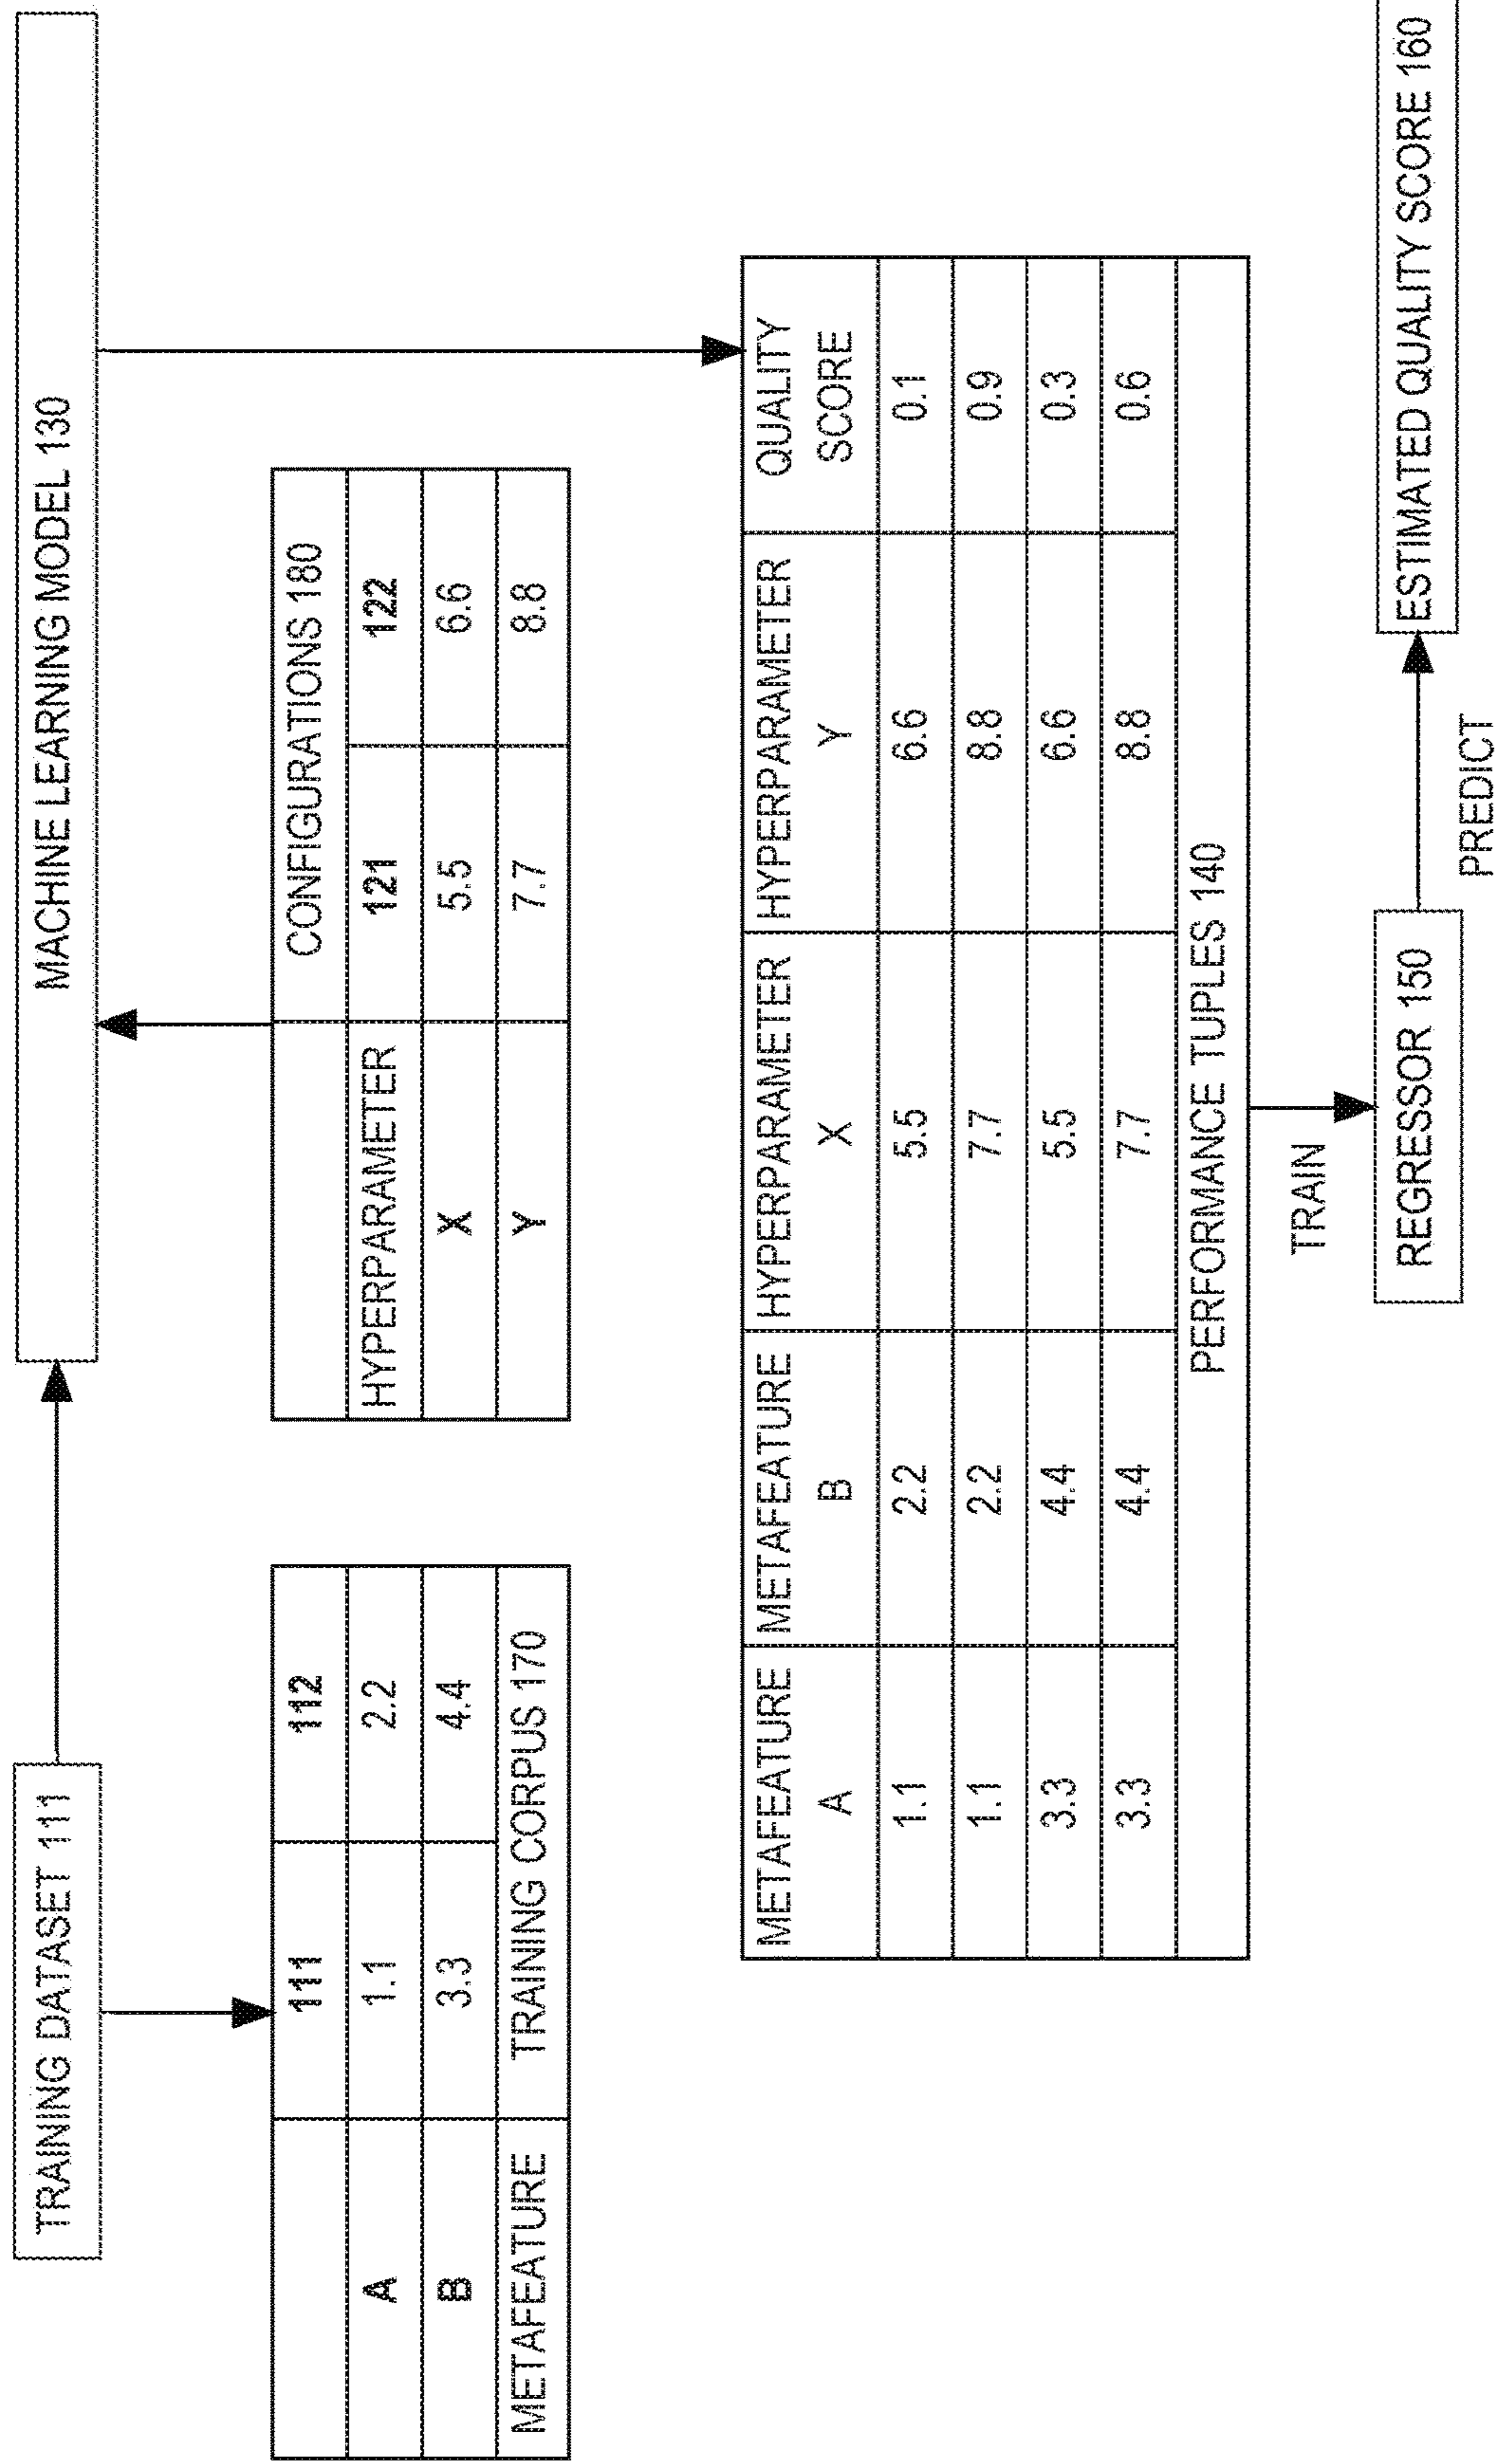 TRAINING DATASET 111
MACHINE LEARNING MODEL 130
111 112
A 1.1 2.2
B 3.3 4.4
METAFEATURE TRAINING CORPUS 170
CONFIGURATIONS 180
HYPERPARAMETER 121 122
X 5.5 6.6
Y 7.7 8.8
METAFEATURE METAFEATURE HYPERPARAMETER HYPERPARAMETER QUALITY
A B X Y SCORE
1.1 2.2 5.5 6.6 0.1
1.1 2.2 7.7 8.8 0.9
3.3 4.4 5.5 6.6 0.3
3.3 4.4 7.7 8.8 0.6
PERFORMANCE TUPLES 140
TRAIN
REGRESSOR 150
ESTIMATED QUALITY SCORE 160
PREDICT